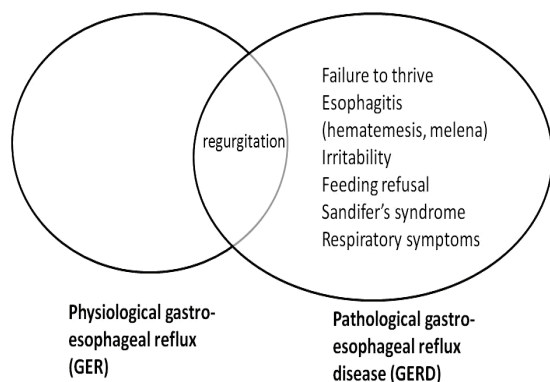 regurgitation
Failure to thrive
Esophagitis
(hematemesis, melena)
Irritability
Feeding refusal
Sandifer's syndrome
Respiratory symptoms
Physiological gastro-
esophageal reflux
(GER)
Pathological gastro-
esophageal reflux
disease (GERD)